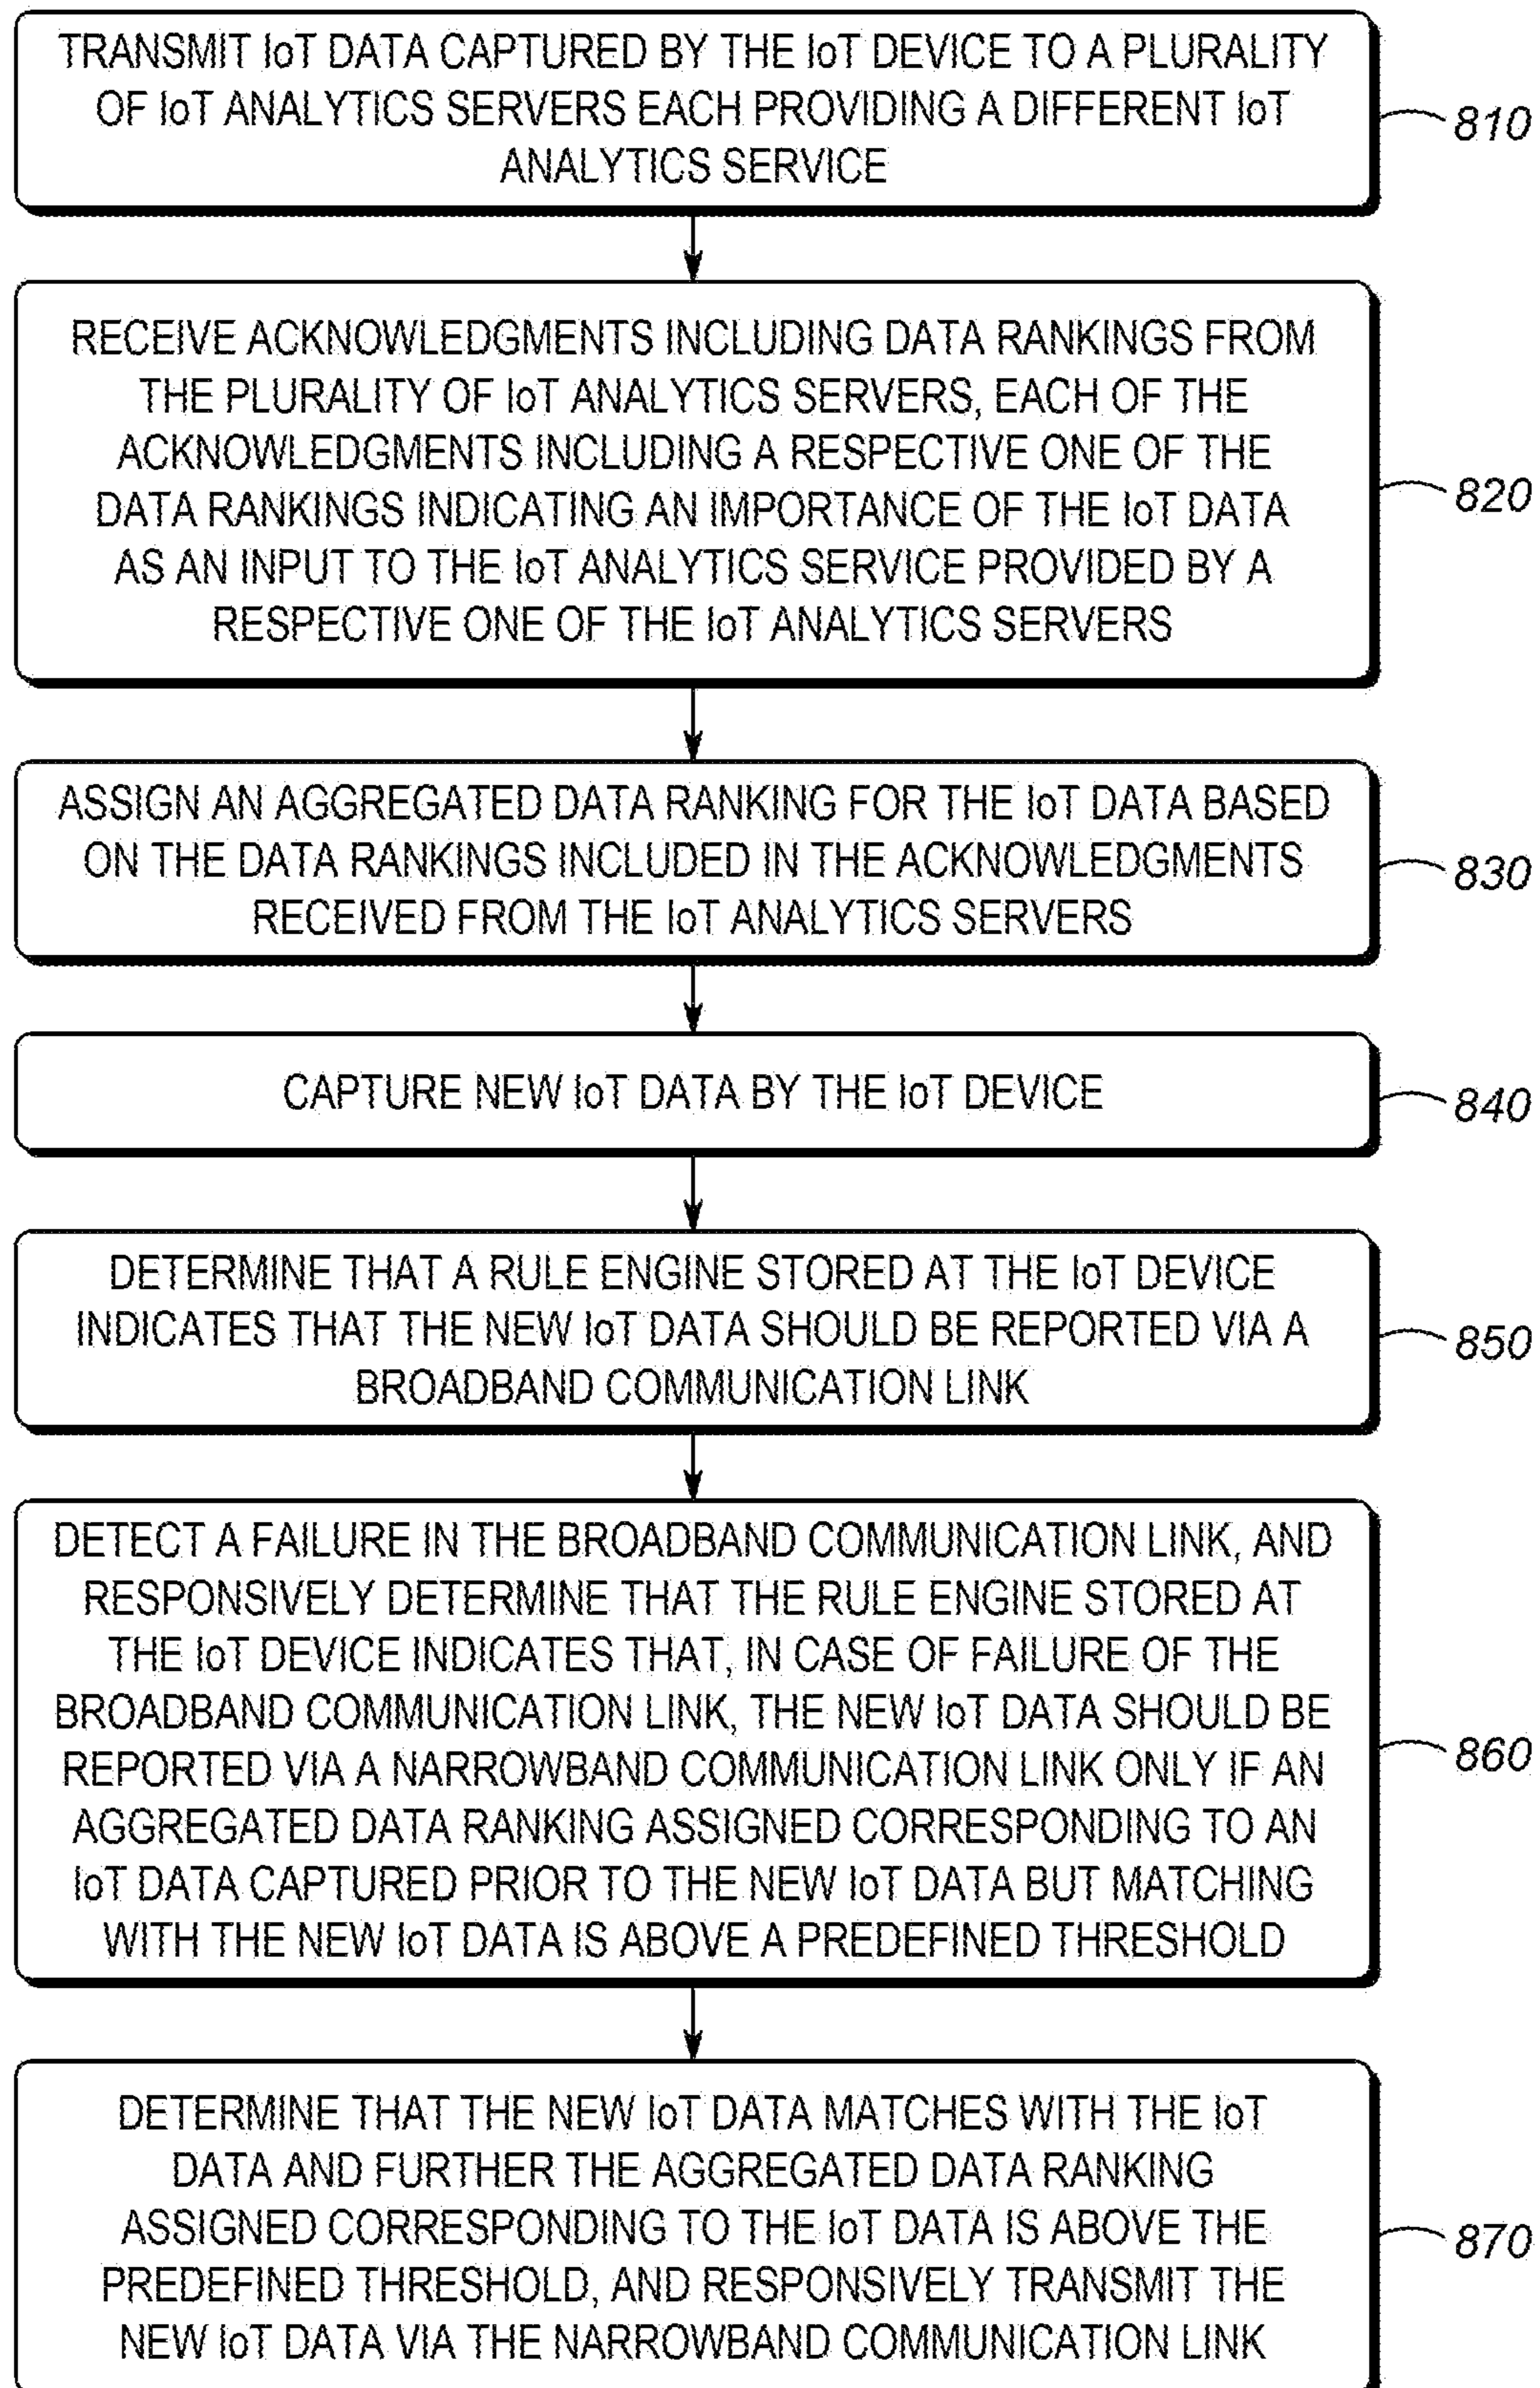 TRANSMIT IoT DATA CAPTURED BY THE IoT DEVICE TO A PLURALITY
OF IoT ANALYTICS SERVERS EACH PROVIDING A DIFFERENT IoT
ANALYTICS SERVICE
810
RECEIVE ACKNOWLEDGMENTS INCLUDING DATA RANKINGS FROM
THE PLURALITY OF IoT ANALYTICS SERVERS, EACH OF THE
ACKNOWLEDGMENTS INCLUDING A RESPECTIVE ONE OF THE
DATA RANKINGS INDICATING AN IMPORTANCE OF THE IoT DATA
AS AN INPUT TO THE IoT ANALYTICS SERVICE PROVIDED BY A
RESPECTIVE ONE OF THE IoT ANALYTICS SERVERS
820
ASSIGN AN AGGREGATED DATA RANKING FOR THE IoT DATA BASED
ON THE DATA RANKINGS INCLUDED IN THE ACKNOWLEDGMENTS
RECEIVED FROM THE IoT ANALYTICS SERVERS
830
CAPTURE NEW IoT DATA BY THE IoT DEVICE
840
DETERMINE THAT A RULE ENGINE STORED AT THE IoT DEVICE
INDICATES THAT THE NEW IoT DATA SHOULD BE REPORTED VIA A
BROADBAND COMMUNICATION LINK
850
DETECT A FAILURE IN THE BROADBAND COMMUNICATION LINK, AND
RESPONSIVELY DETERMINE THAT THE RULE ENGINE STORED AT
THE IoT DEVICE INDICATES THAT, IN CASE OF FAILURE OF THE
BROADBAND COMMUNICATION LINK, THE NEW IoT DATA SHOULD BE
REPORTED VIA A NARROWBAND COMMUNICATION LINK ONLY IF AN
AGGREGATED DATA RANKING ASSIGNED CORRESPONDING TO AN
IoT DATA CAPTURED PRIOR TO THE NEW IoT DATA BUT MATCHING
WITH THE NEW IoT DATA IS ABOVE A PREDEFINED THRESHOLD
860
DETERMINE THAT THE NEW IoT DATA MATCHES WITH THE IoT
DATA AND FURTHER THE AGGREGATED DATA RANKING
ASSIGNED CORRESPONDING TO THE IoT DATA IS ABOVE THE
PREDEFINED THRESHOLD, AND RESPONSIVELY TRANSMIT THE
NEW IoT DATA VIA THE NARROWBAND COMMUNICATION LINK
870